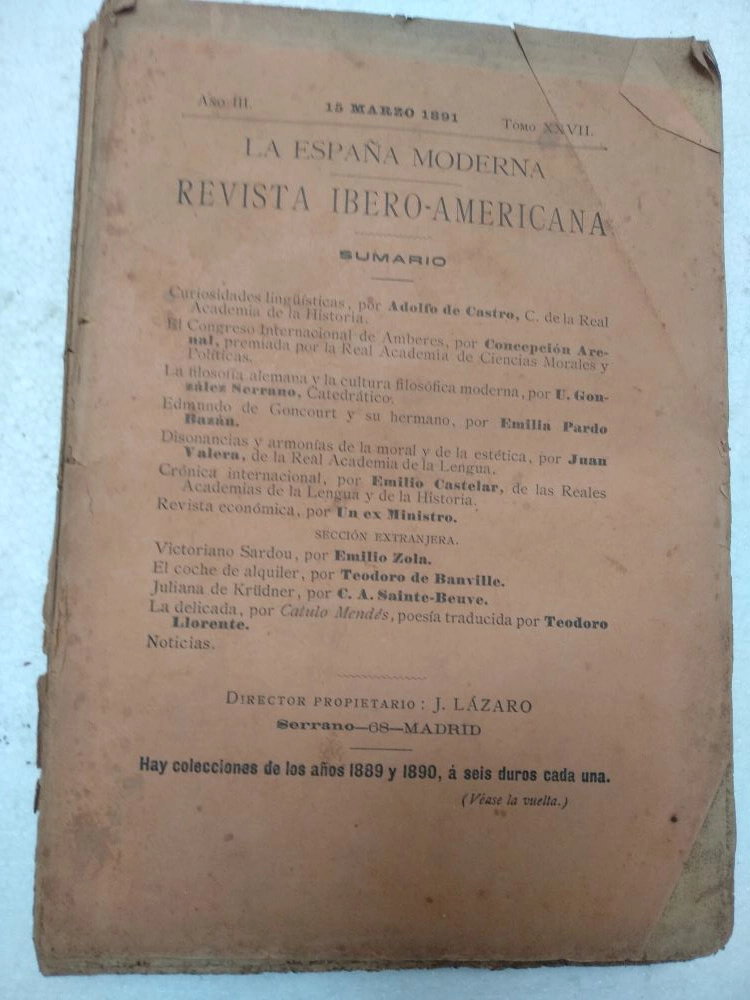 Año III.
15 MARZO 1891
Tomo XXVII.
LA ESPAÑA MODERNA
REVISTA IBERO-AMERICANA
SUMARIO
Curiosidades lingüísticas, por Adolfo de Castro, C. de la Real
Academia de la Historia.
El Congreso Internacional de Amberes, por Concepción Are-
nal, premiada por la Real Academia de Ciencias Morales y
Políticas.
La filosofía alemana y la cultura filosófica moderna, por U. Gon-
zález Serrano, Catedrático.
Edmundo de Goncourt y su hermano, por Emilia Pardo
Bazán.
Disonancias y armonías de la moral y de la estética, por Juan
Valera, de la Real Academia de la Lengua.
Crónica internacional, por Emilio Castelar, de las Reales
Academias de la Lengua y de la Historia.
Revista económica, por Un ex Ministro.
SECCIÓN EXTRANJERA.
Victoriano Sardou, por Emilio Zola.
El coche de alquiler, por Teodoro de Banville.
Juliana de Krüdner, por C. A. Sainte-Beuve.
La delicada, por Catulo Mendés, poesía traducida por Teodoro
Llorente.
Noticias.
DIRECTOR PROPIETARIO: J. LÁZARO
Serrano—68—MADRID
Hay colecciones de los años 1889 y 1890, á seis duros cada una.
(Véase la vuelta.)